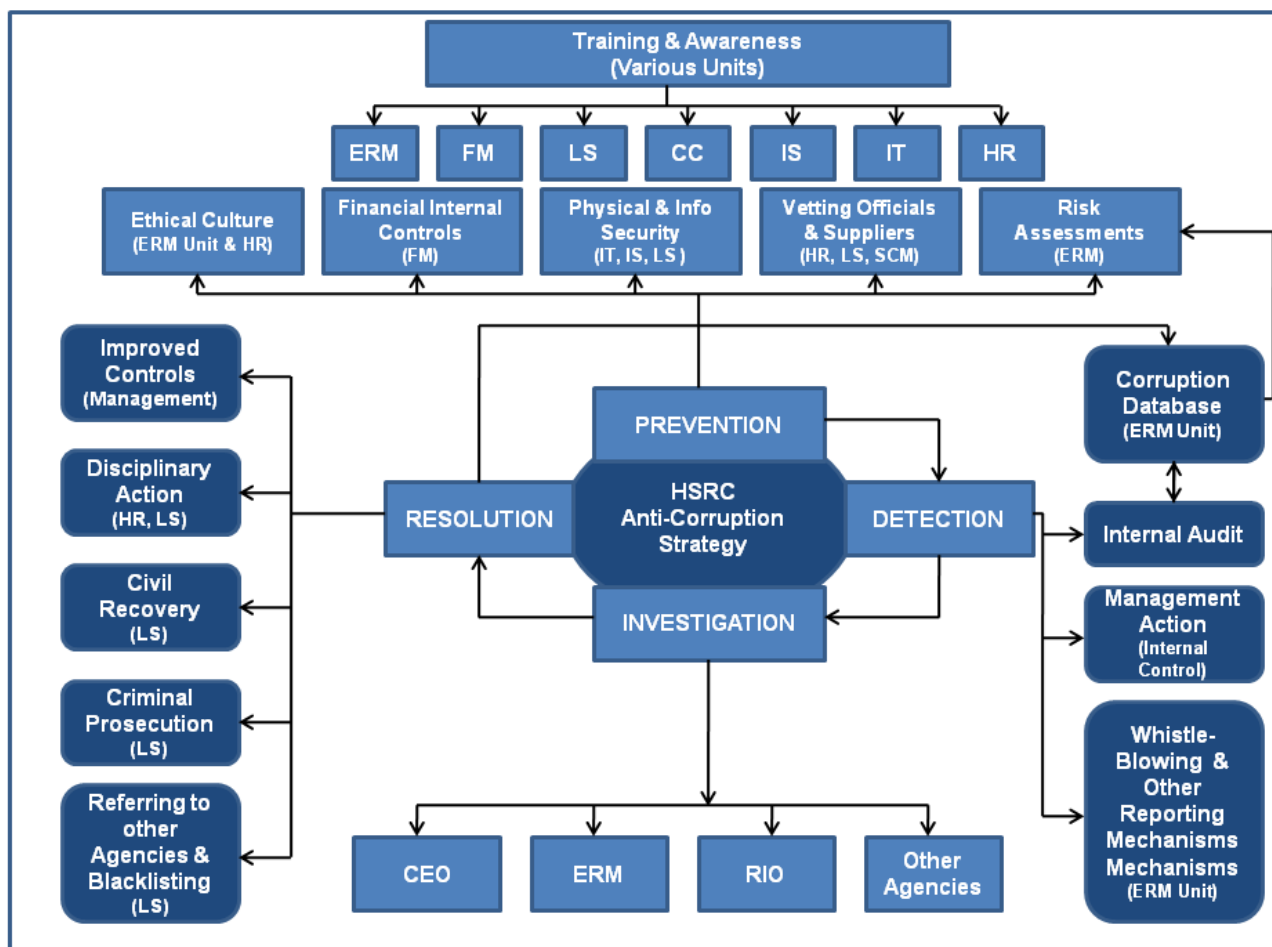 Training & Awareness
(Various Units)
ERM
FM
LS
CC
IS
IT
HR
Ethical Culture
(ERM Unit & HR)
Financial Internal
Controls
(FM)
Physical & Info
Security
(IT, IS, LS )
Vetting Officials
& Suppliers
(HR, LS, SCM)
Risk
Assessments
(ERM)
Improved
Controls
(Management)
Disciplinary
Action
(HR, LS)
Civil
Recovery
(LS)
Criminal
Prosecution
(LS)
Referring to
other
Agencies &
Blacklisting
(LS)
PREVENTION
RESOLUTION
HSRC
Anti-Corruption
Strategy
DETECTION
INVESTIGATION
Corruption
Database
(ERM Unit)
Internal Audit
Management
Action
(Internal
Control)
Whistle-
Blowing &
Other
Reporting
Mechanisms
Mechanisms
(ERM Unit)
CEO
ERM
RIO
Other
Agencies